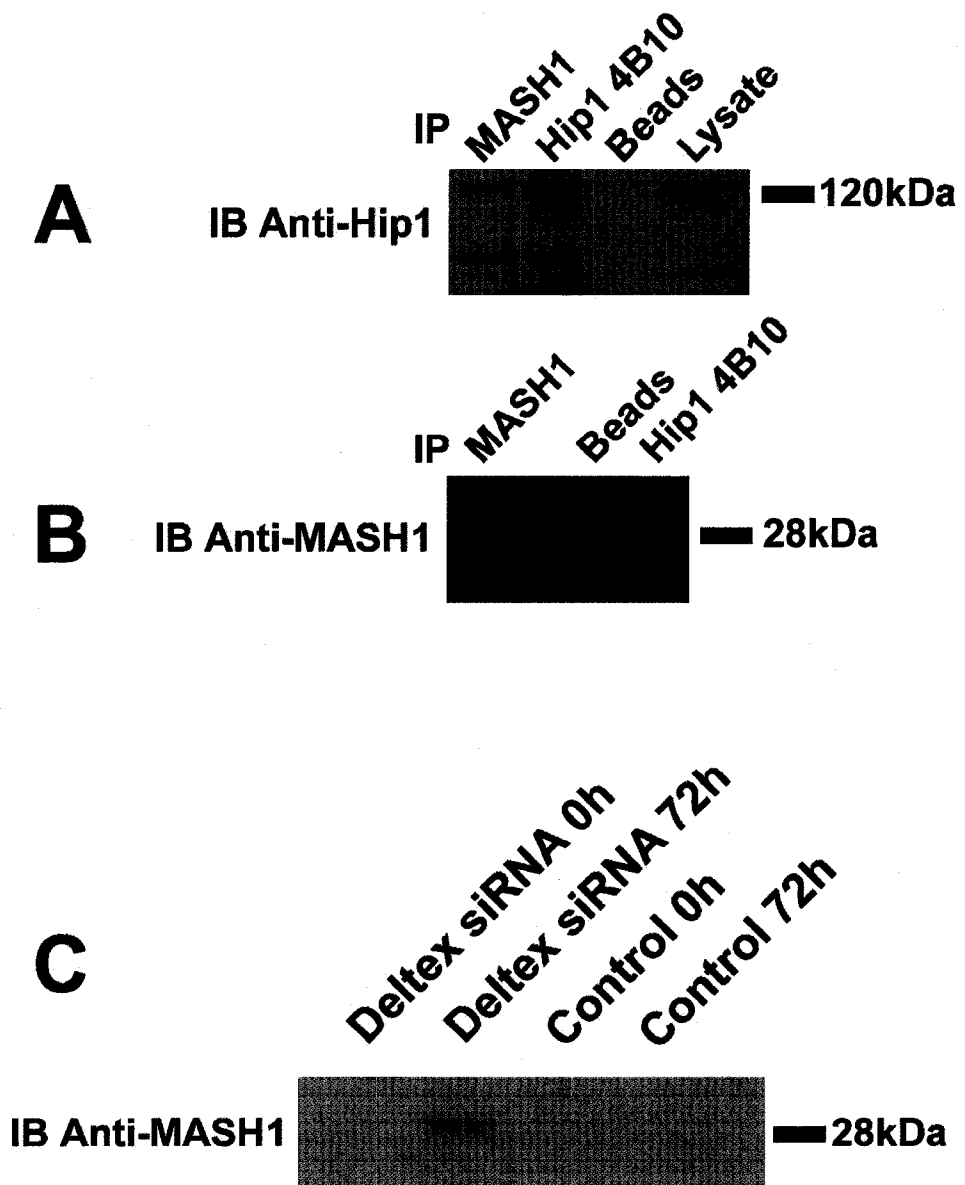 A
IP MASH1 Hip1 4B10 Beads Lysate
IB Anti-Hip1
120kDa
B
IP MASH1 Beads Hip1 4B10
IB Anti-MASH1
28kDa
C
Deltex siRNA 0h
Deltex siRNA 72h
Control 0h
Control 72h
IB Anti-MASH1
28kDa